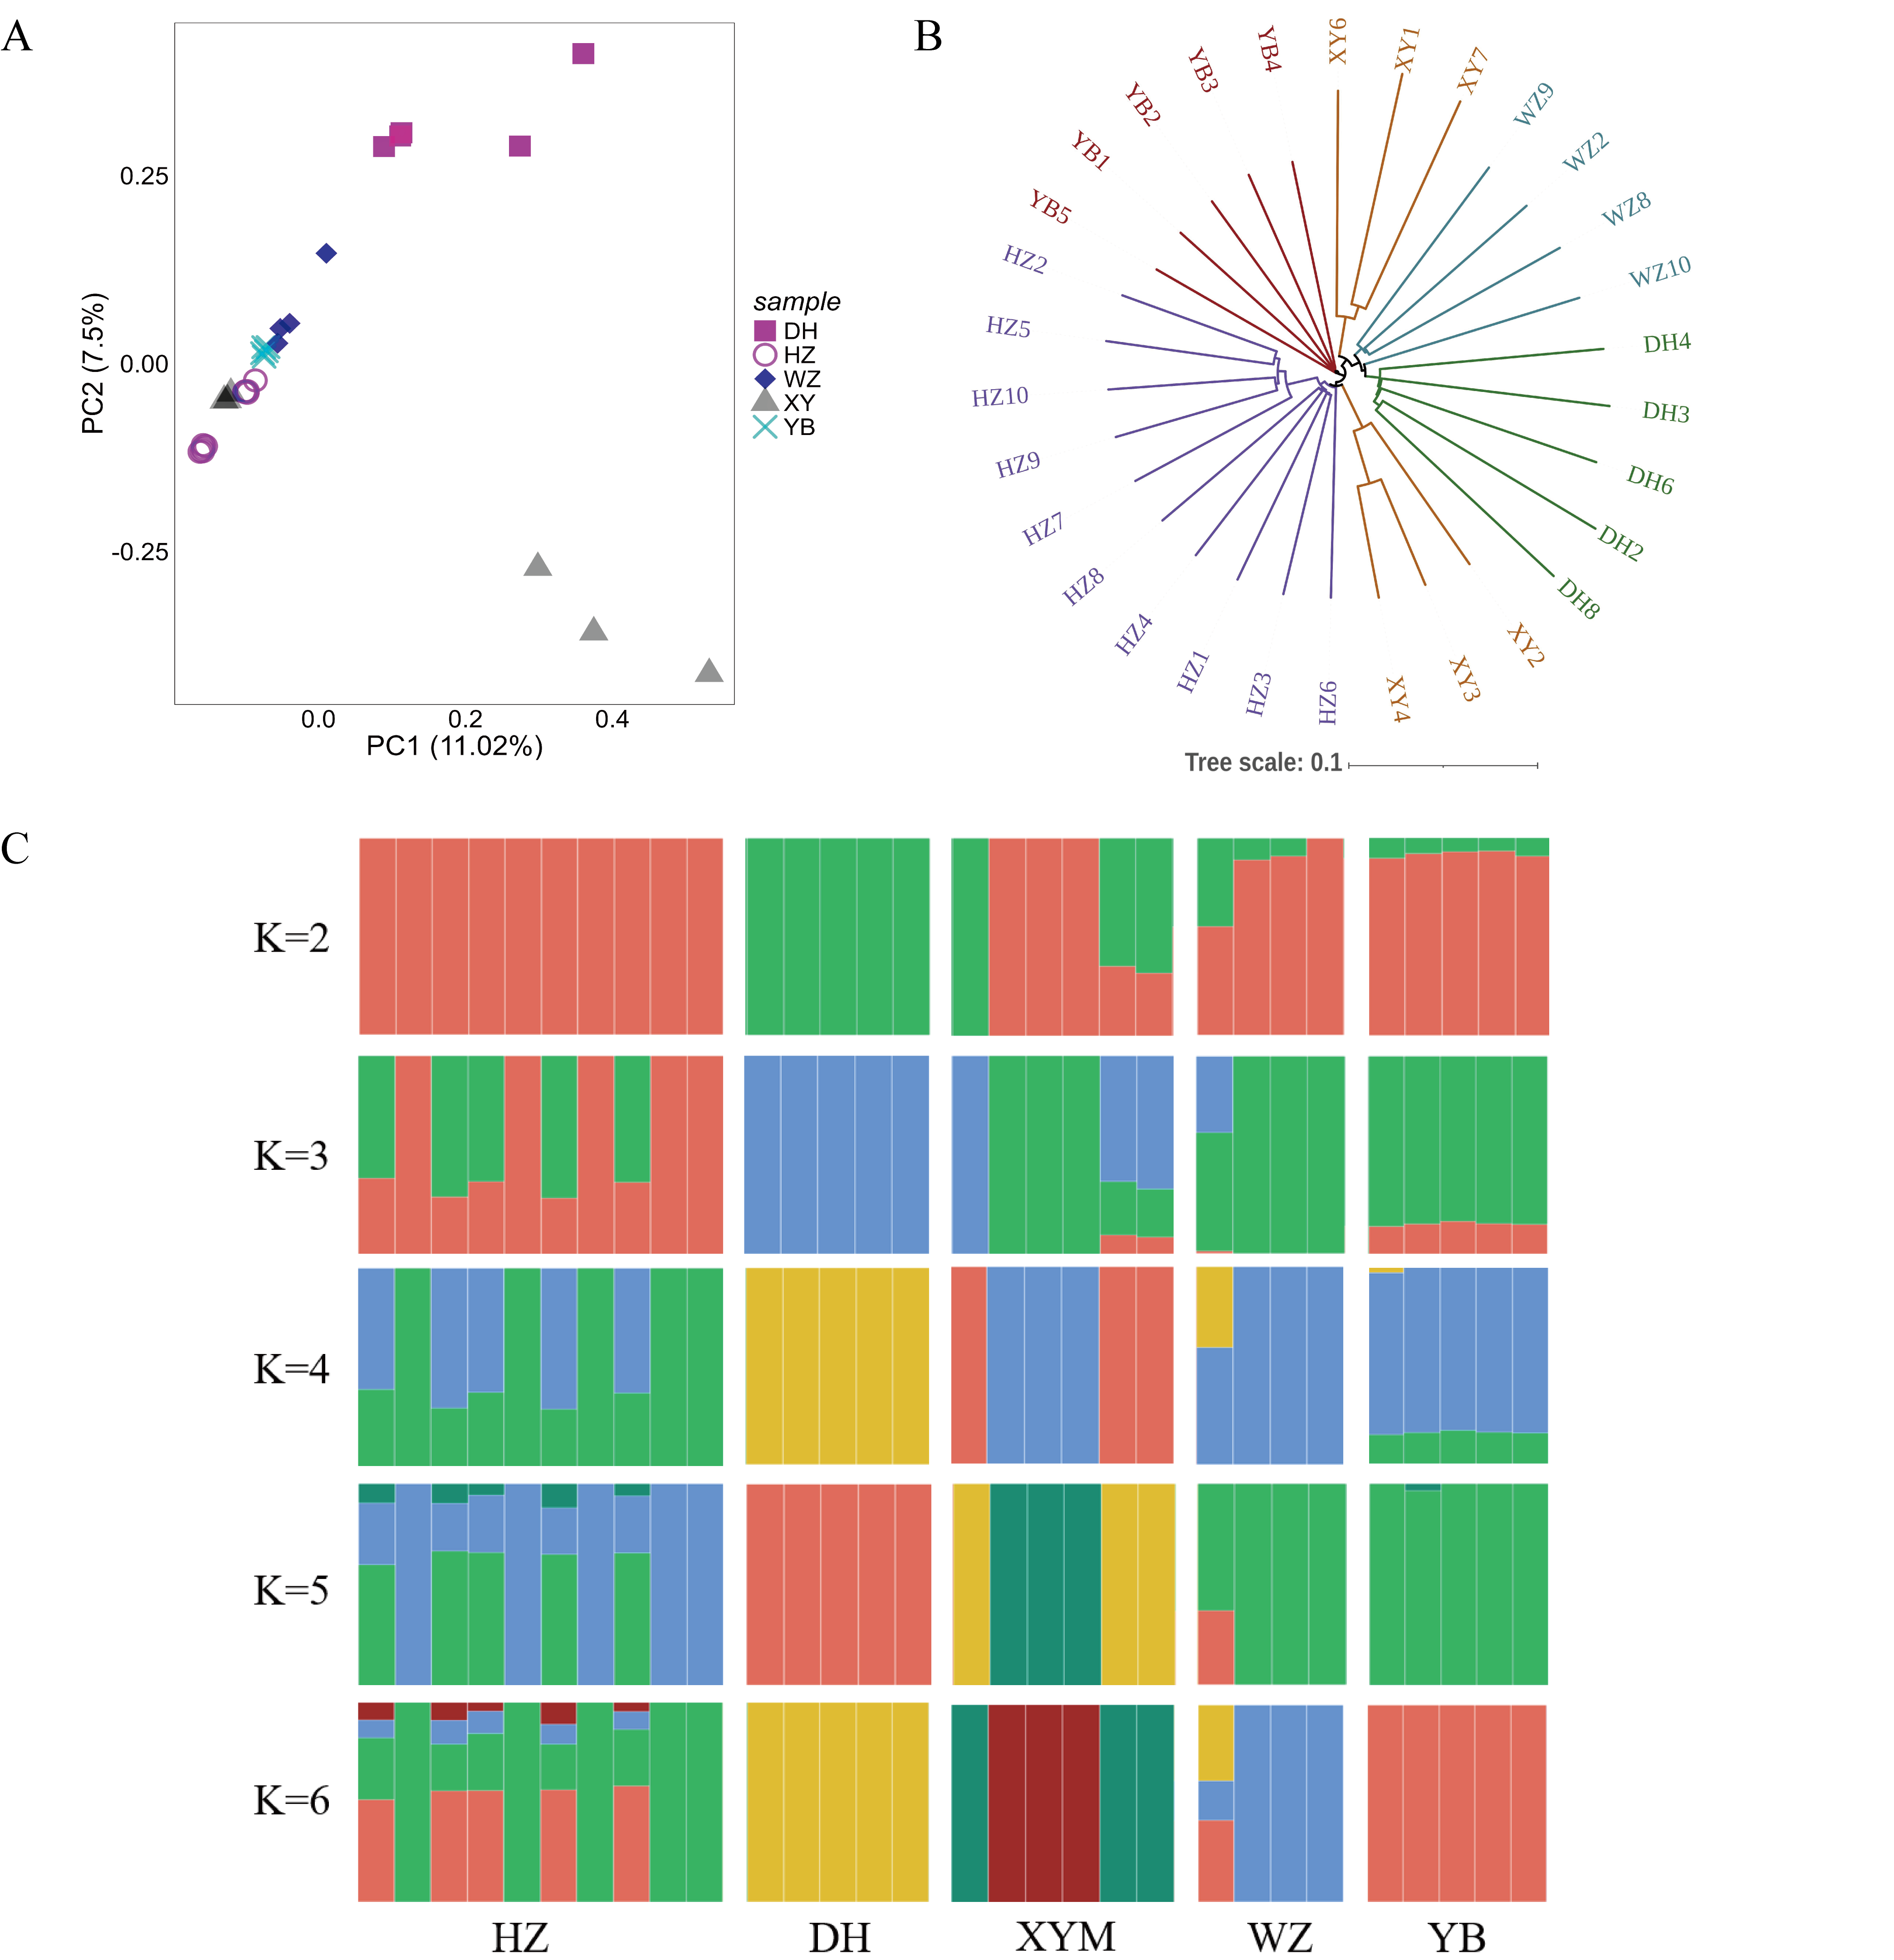 A
0.25
0.00
-0.25
PC2 (7.5%)
0.0 0.2 0.4
PC1 (11.02%)
sample
DH
HZ
WZ
XY
YB
B
XY6
XY1
XY7
WZ9
WZ2
WZ8
WZ10
DH4
DH3
DH6
DH2
DH8
XY2
XY3
XY4
HZ6
HZ3
HZ1
HZ4
HZ8
HZ7
HZ9
HZ10
HZ5
HZ2
YB5
YB1
YB2
YB3
YB4
Tree scale: 0.1
C
K=2
K=3
K=4
K=5
K=6
HZ DH XYM WZ YB